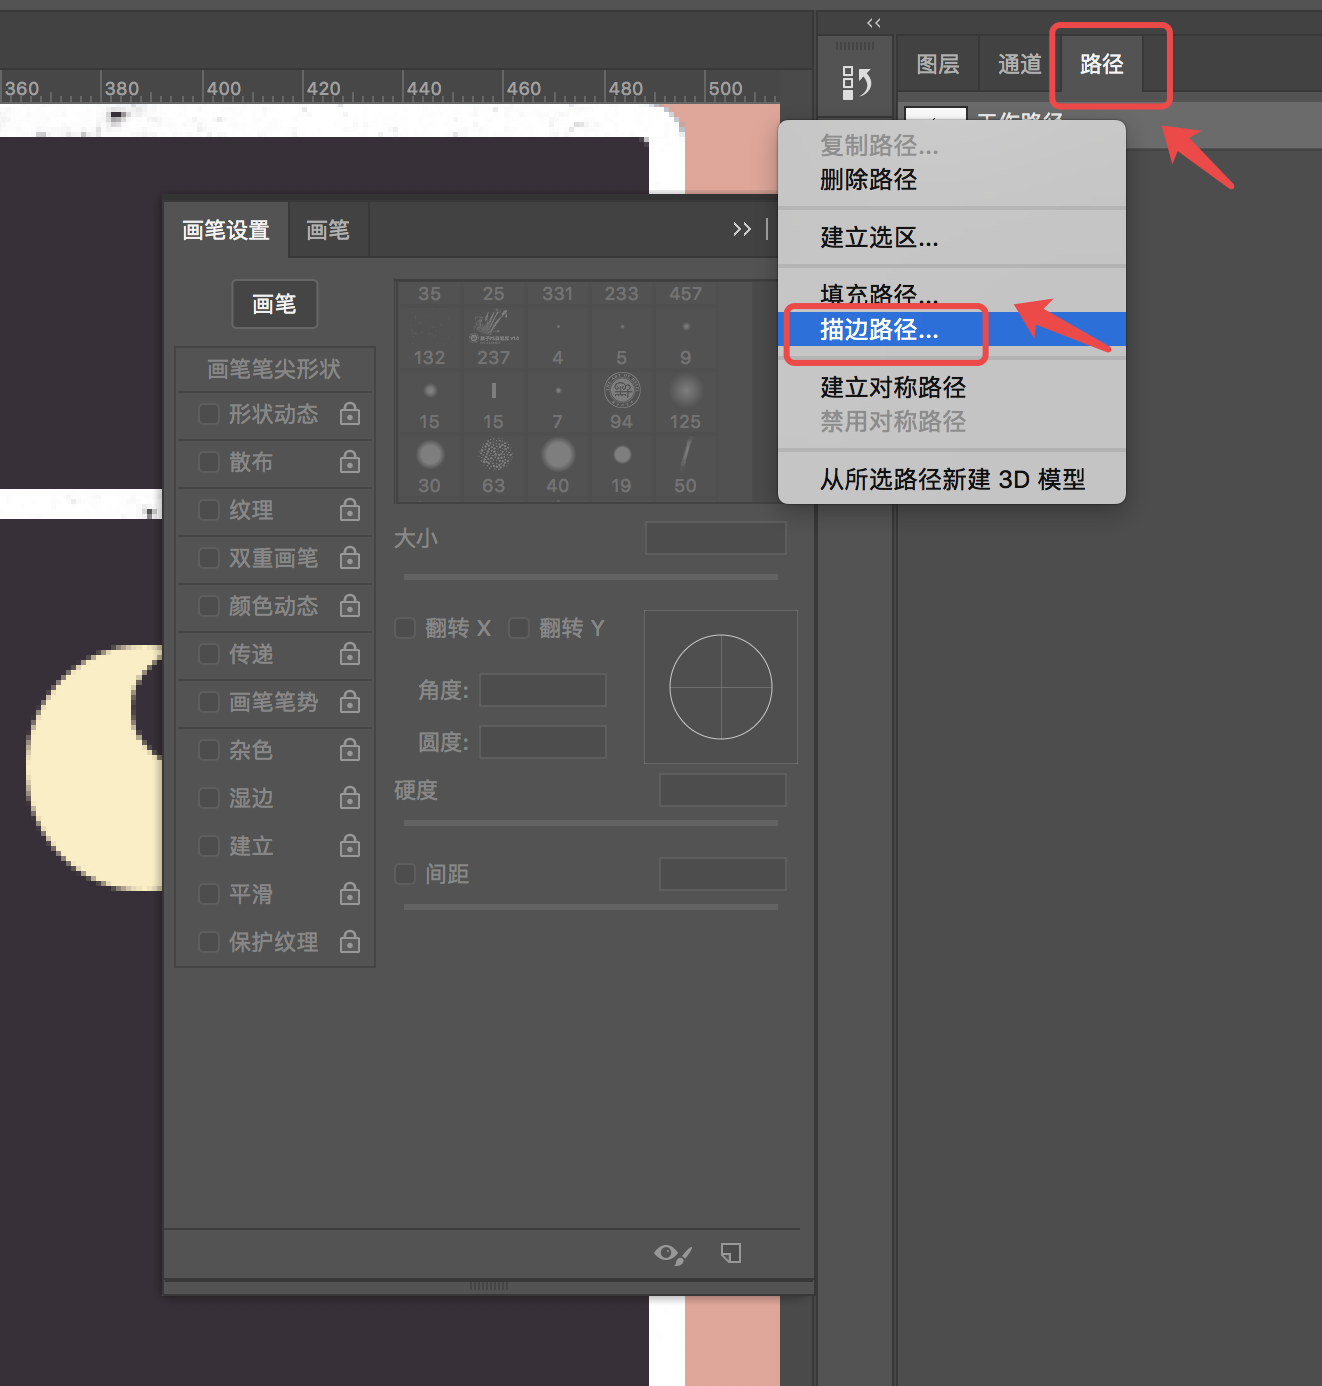 360 380 400 420 440 460 480 500
图层 通道 路径
工作路径
复制路径...
删除路径
建立选区...
填充路径...
描边路径...
建立对称路径
禁用对称路径
从所选路径新建 3D 模型
画笔设置 画笔
画笔
画笔笔尖形状
形状动态
散布
纹理
双重画笔
颜色动态
传递
画笔笔势
杂色
湿边
建立
平滑
保护纹理
35 25 331 233 457
132 237 4 5 9
15 15 7 94 125
30 63 40 19 50
大小
翻转 X 翻转 Y
角度:
圆度:
硬度
间距